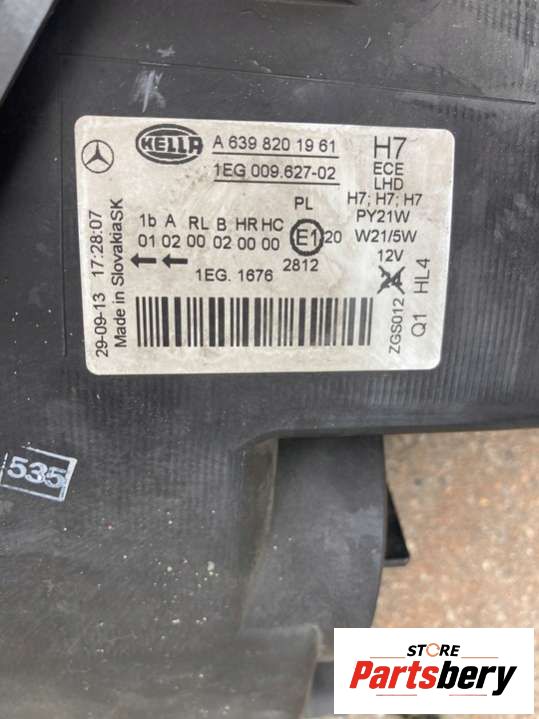 HELLA
A 639 820 1961
1EG 009.627-02
PL
1b A RL B HR HC
01 02 00 02 00 00
E1 20
2812
1EG. 1676
H7
ECE
LHD
H7; H7; H7
PY21W
W21/5W
12V
29-09-13 17:28:07
Made in SlovakiaSK
ZGS012
Q1 HL4
535
STORE
Partsbery